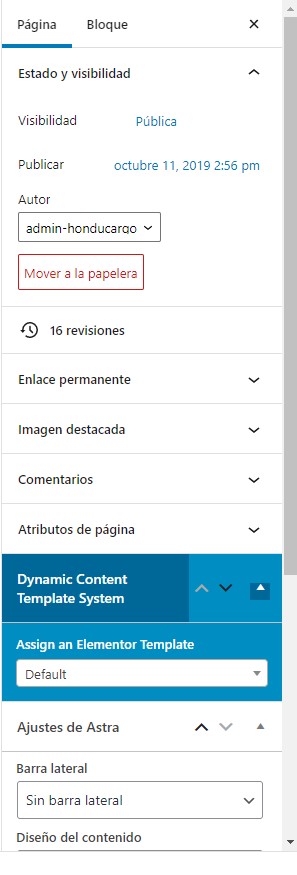 Página
Bloque
Estado y visibilidad
Visibilidad
Pública
Publicar
octubre 11, 2019 2:56 pm
Autor
admin-honducargo
Mover a la papelera
16 revisiones
Enlace permanente
Imagen destacada
Comentarios
Atributos de página
Dynamic Content
Template System
Assign an Elementor Template
Default
Ajustes de Astra
Barra lateral
Sin barra lateral
Diseño del contenido